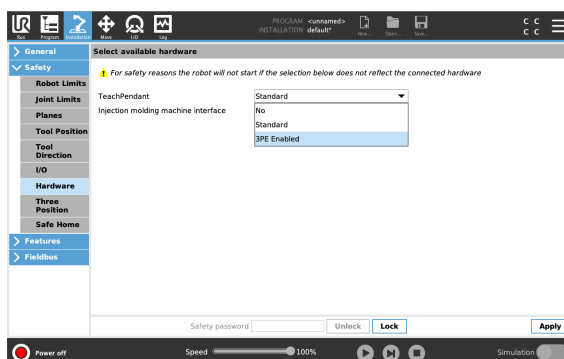 PROGRAM <unnamed>
INSTALLATION default*
Run Program Installation Move I/O Log New... Open... Save...
C C
C C
General
Safety
Robot Limits
Joint Limits
Planes
Tool Position
Tool
Direction
I/O
Hardware
Three
Position
Safe Home
Features
Fieldbus
Select available hardware
For safety reasons the robot will not start if the selection below does not reflect the connected hardware
TeachPendant Standard
Injection molding machine interface
No
Standard
3PE Enabled
Safety password Unlock Lock Apply
Power off Speed 100% Simulation